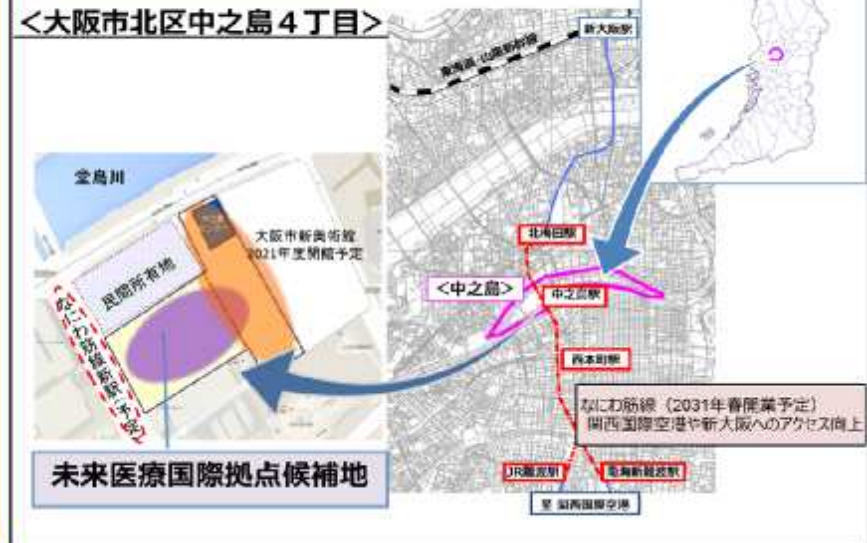 <大阪市北区中之島４丁目>
新大阪駅
東海道・山陽新幹線
堂島川
大阪市新美術館
2021年度開館予定
民間所有地
なにわ筋線新駅(予定)
北梅田駅
<中之島>
中之島駅
西本町駅
なにわ筋線（2031年春開業予定）
関西国際空港や新大阪へのアクセス向上
未来医療国際拠点候補地
JR難波駅
南海新難波駅
至 関西国際空港